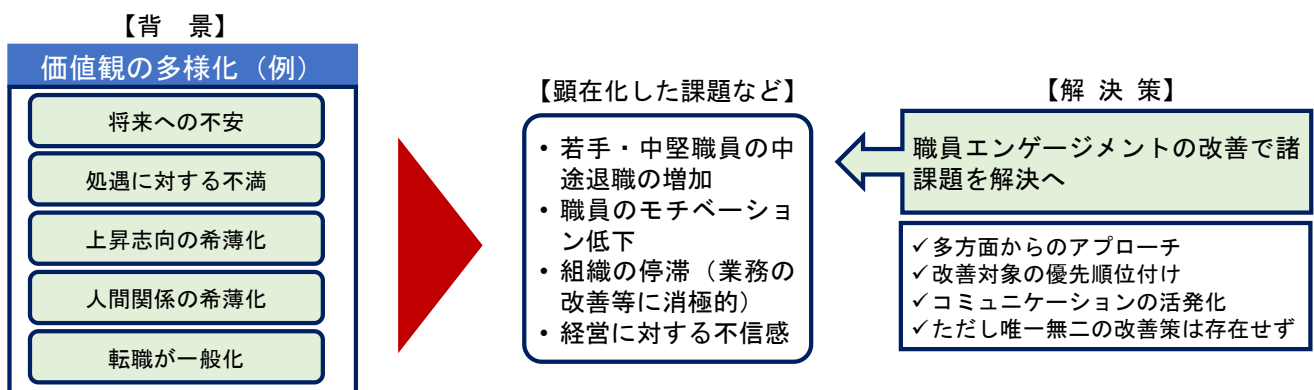 【背　景】
価値観の多様化（例）
将来への不安
処遇に対する不満
上昇志向の希薄化
人間関係の希薄化
転職が一般化
【顕在化した課題など】
・若手・中堅職員の中
途退職の増加
・職員のモチベーショ
ン低下
・組織の停滞（業務の
改善等に消極的）
・経営に対する不信感
【解 決 策】
職員エンゲージメントの改善で諸
課題を解決へ
✓多方面からのアプローチ
✓改善対象の優先順位付け
✓コミュニケーションの活発化
✓ただし唯一無二の改善策は存在せず